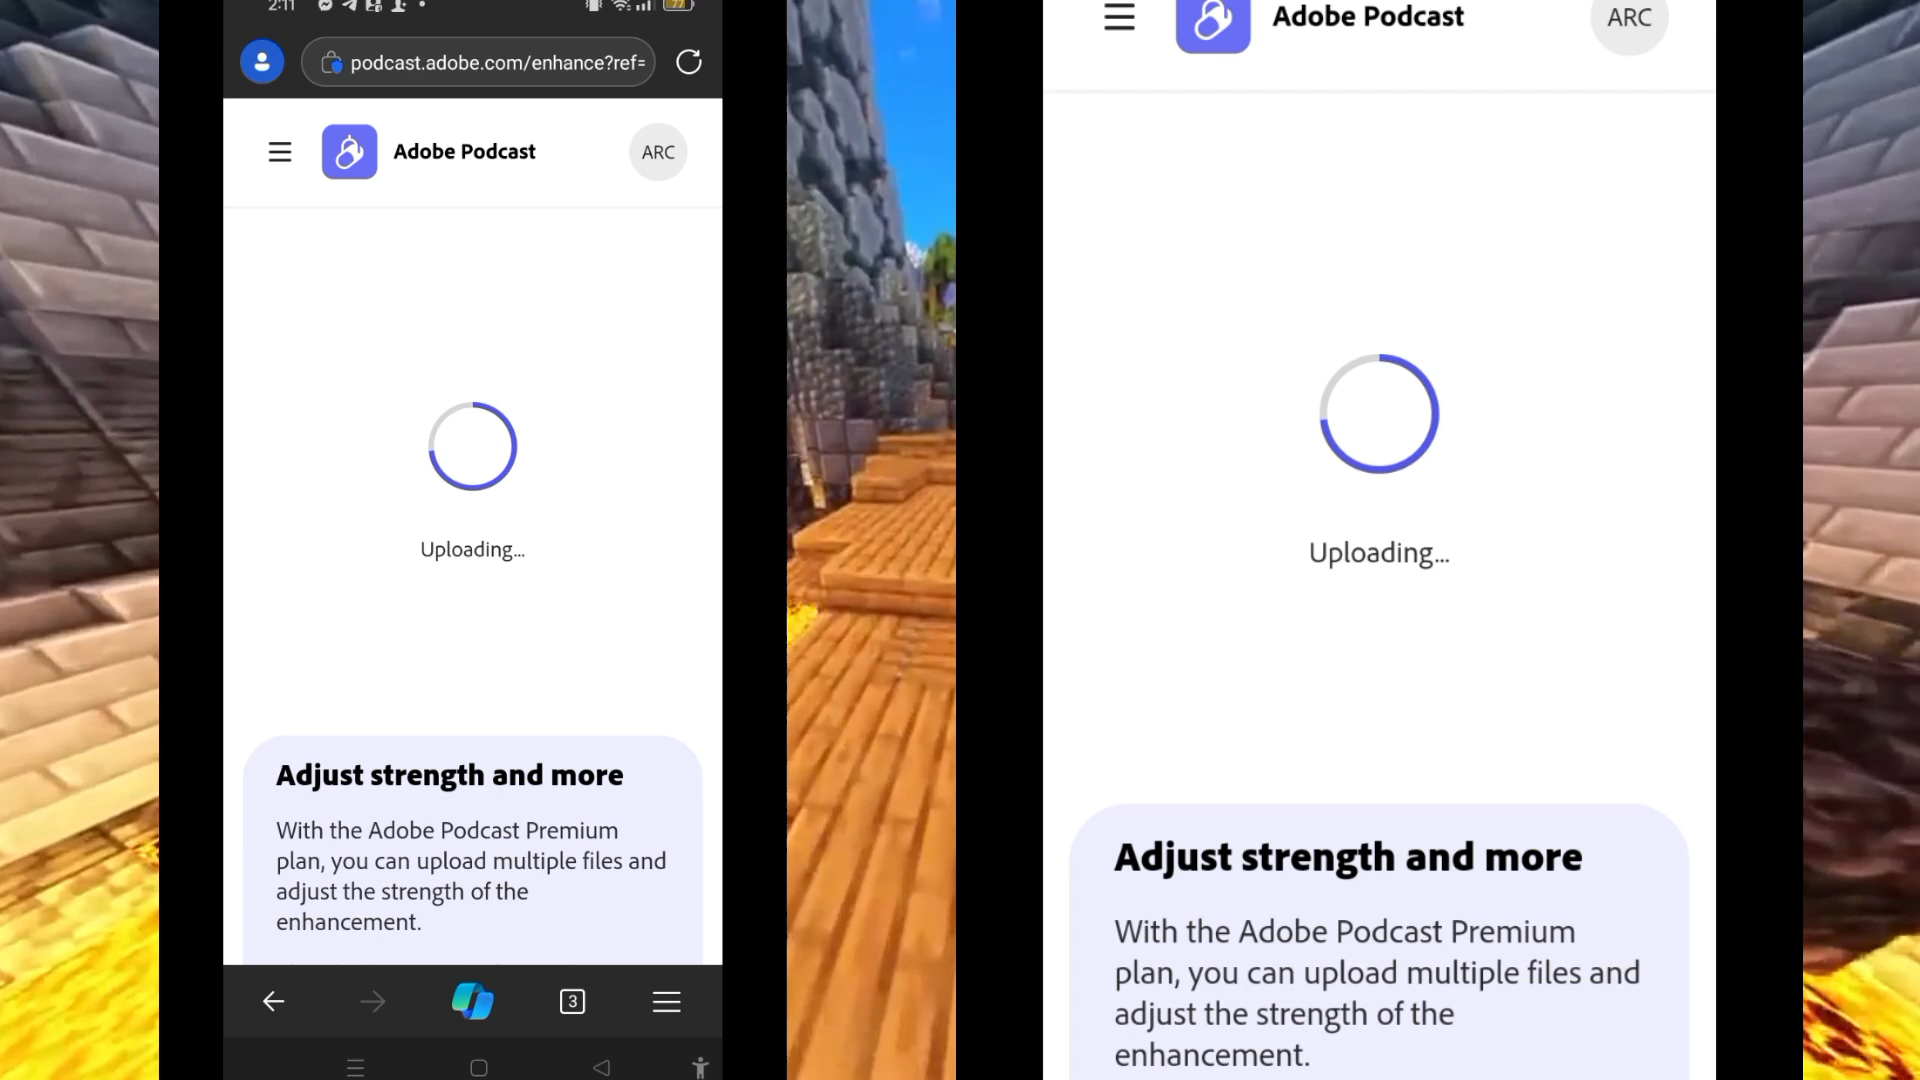 2:11
77
podcast.adobe.com/enhance?ref=
Adobe Podcast
ARC
Uploading...
Adjust strength and more
With the Adobe Podcast Premium
plan, you can upload multiple files and
adjust the strength of the
enhancement.
3
Adobe Podcast
ARC
Uploading...
Adjust strength and more
With the Adobe Podcast Premium
plan, you can upload multiple files and
adjust the strength of the
enhancement.